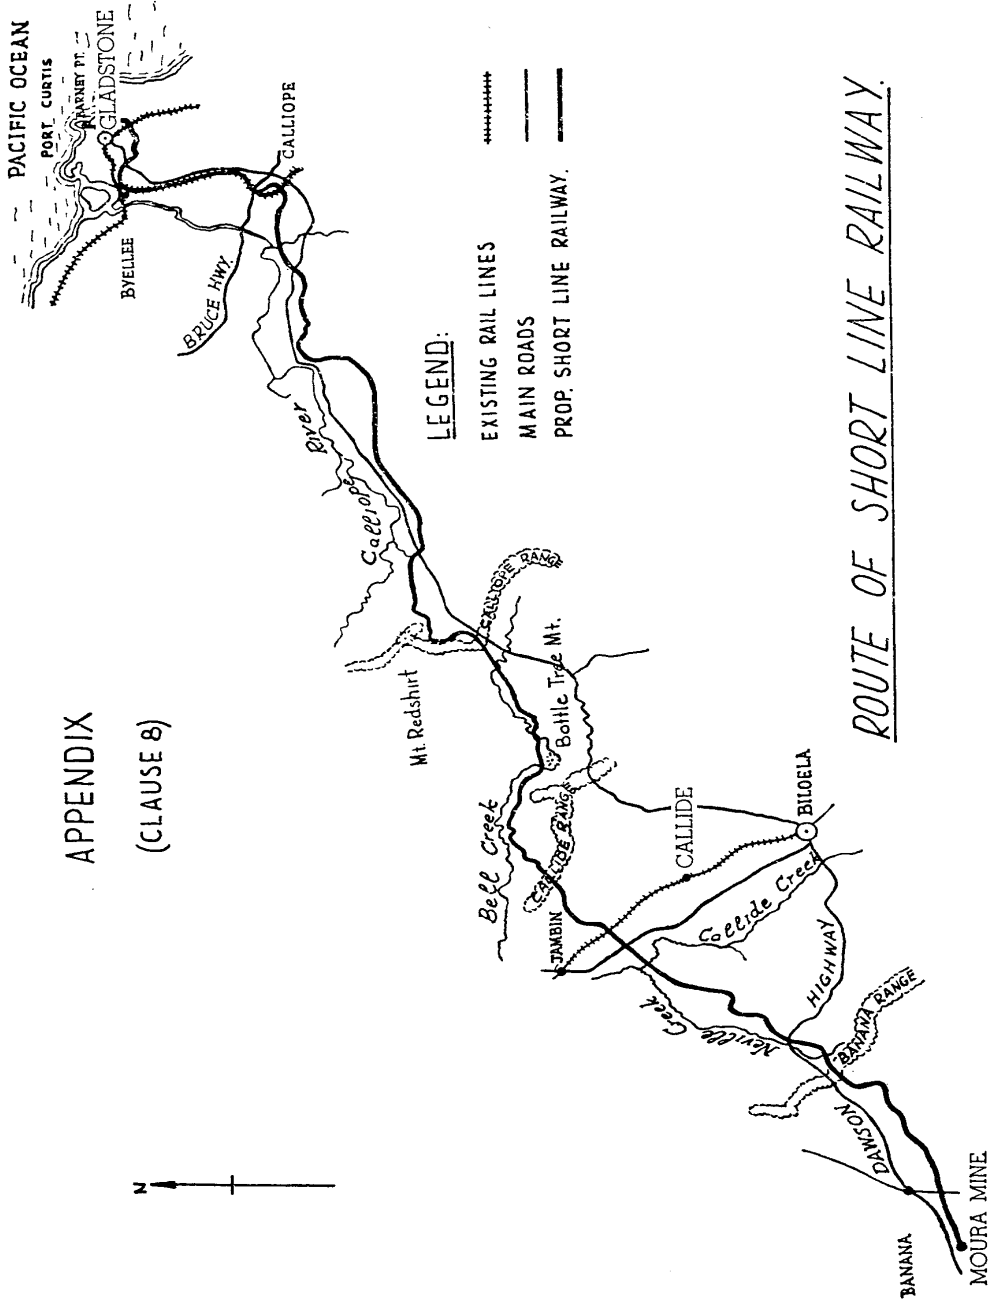 APPENDIX
(CLAUSE 8)
N
PACIFIC OCEAN
PORT CURTIS
BARNEY PT.
GLADSTONE
BYELLEE
CALLIOPE
BRUCE HWY.
Calliope River
CALLIOPE RANGE
Mt. Redshirt
Bottle Tree Mt.
Bell Creek
CALLIDE RANGE
JAMBIN
CALLIDE
BILOELA
Callide Creek
Neville Creek
DAWSON HIGHWAY
BANANA RANGE
BANANA
MOURA MINE
LEGEND:
EXISTING RAIL LINES
MAIN ROADS
PROP. SHORT LINE RAILWAY.
ROUTE OF SHORT LINE RAILWAY.